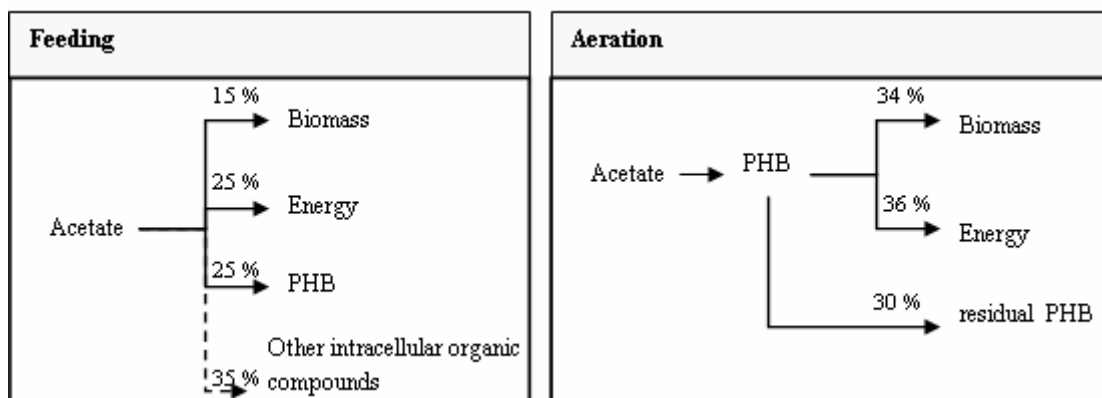 Feeding
15 %
Biomass
25 %
Energy
Acetate
25 %
PHB
Other intracellular organic
35 %
compounds
Aeration
34 %
Biomass
Acetate
PHB
36 %
Energy
30 %
residual PHB